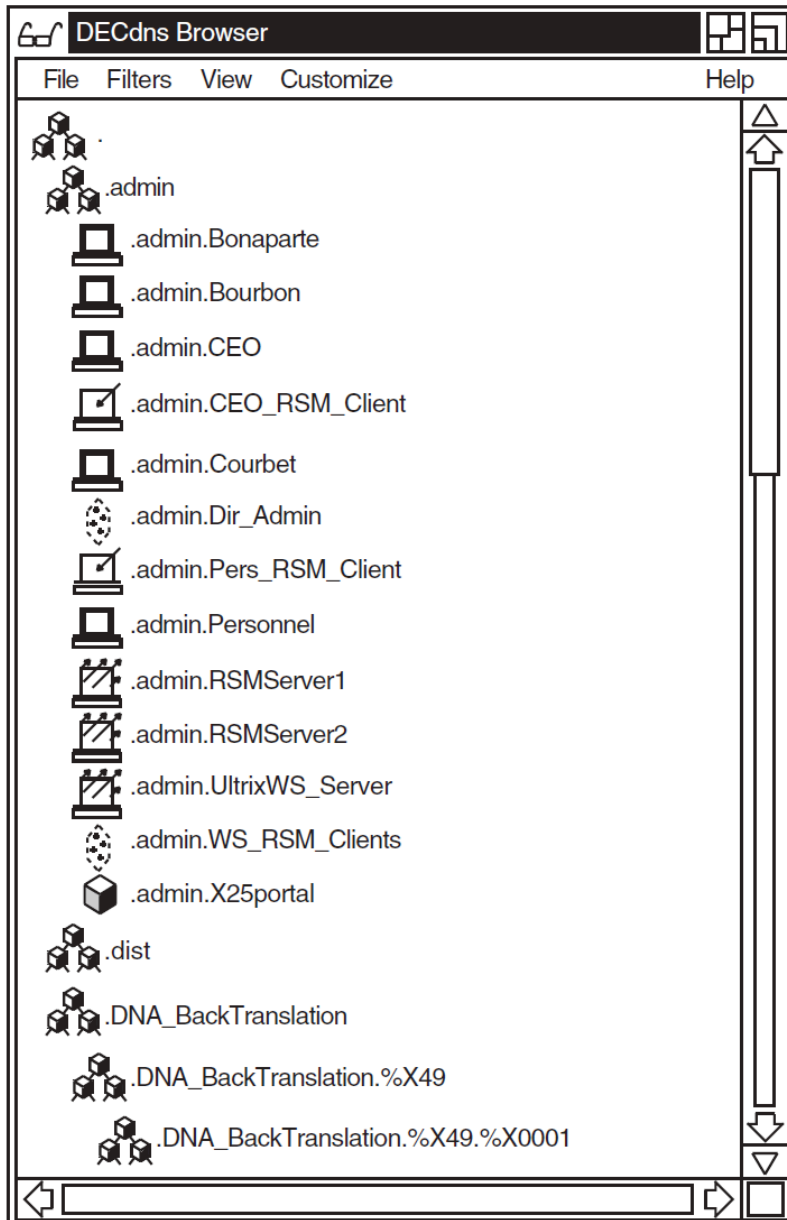 DECdns Browser
File Filters View Customize Help
.
.admin
.admin.Bonaparte
.admin.Bourbon
.admin.CEO
.admin.CEO_RSM_Client
.admin.Courbet
.admin.Dir_Admin
.admin.Pers_RSM_Client
.admin.Personnel
.admin.RSMServer1
.admin.RSMServer2
.admin.UltrixWS_Server
.admin.WS_RSM_Clients
.admin.X25portal
.dist
.DNA_BackTranslation
.DNA_BackTranslation.%X49
.DNA_BackTranslation.%X49.%X0001